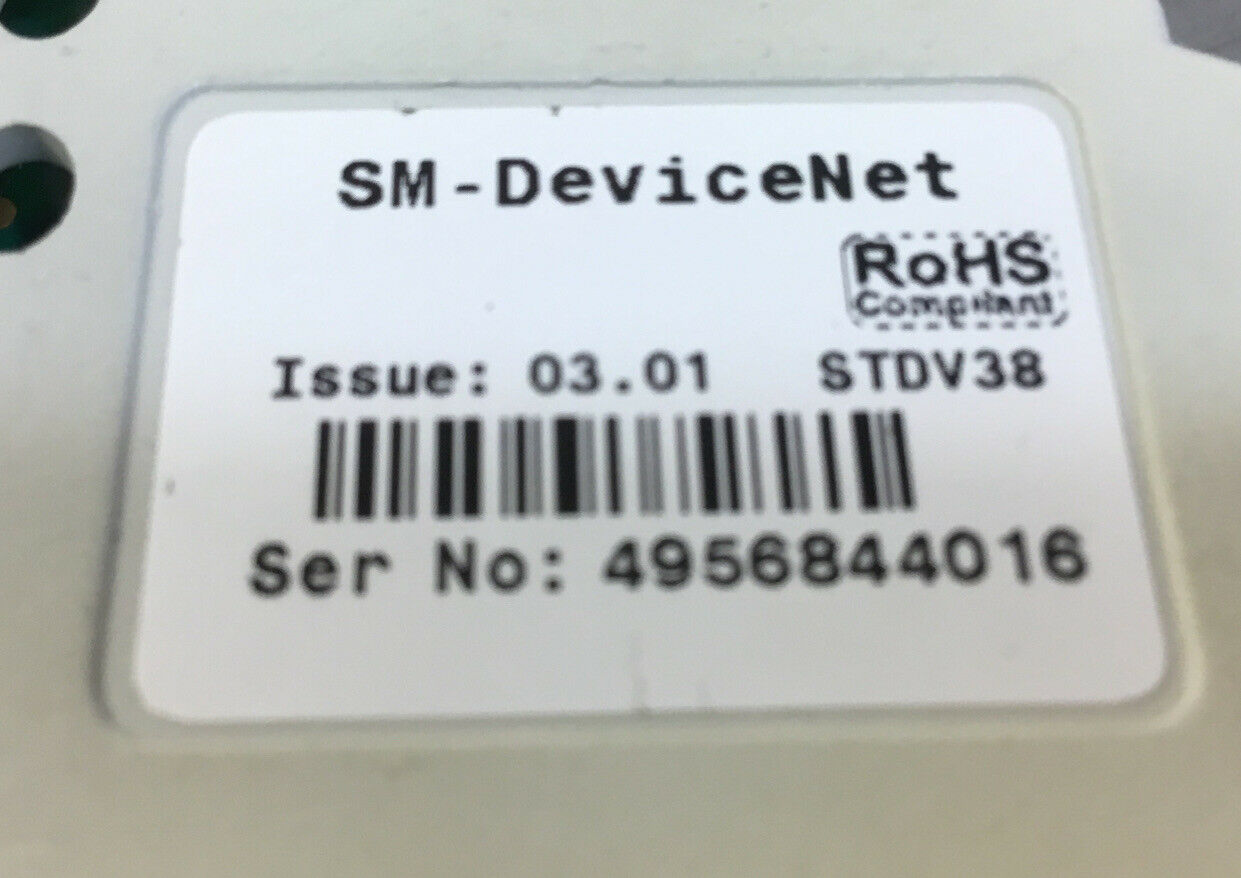 SM-DeviceNet
RoHS
Compliant
Issue: 03.01 STDV38
Ser No: 4956844016